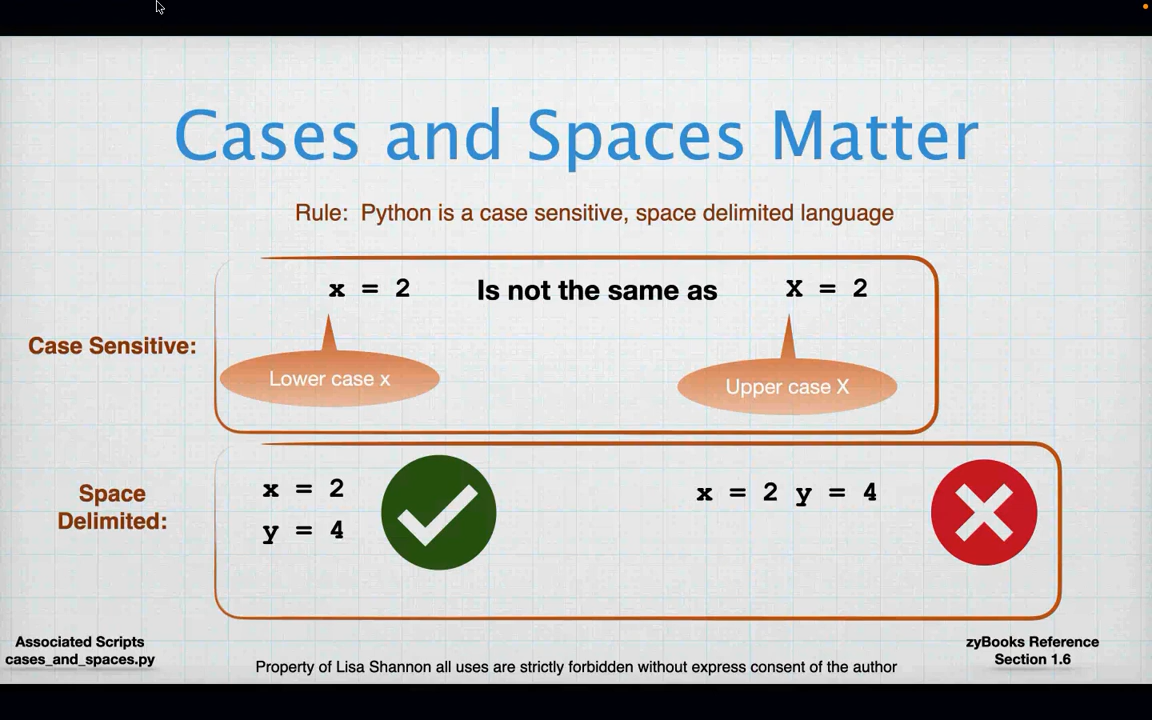 Cases and Spaces Matter
Rule: Python is a case sensitive, space delimited language
x = 2 Is not the same as X = 2
Case Sensitive:
Lower case x
Upper case X
Space
Delimited:
x = 2
y = 4
x = 2 y = 4
Associated Scripts
cases_and_spaces.py
Property of Lisa Shannon all uses are strictly forbidden without express consent of the author
zyBooks Reference
Section 1.6